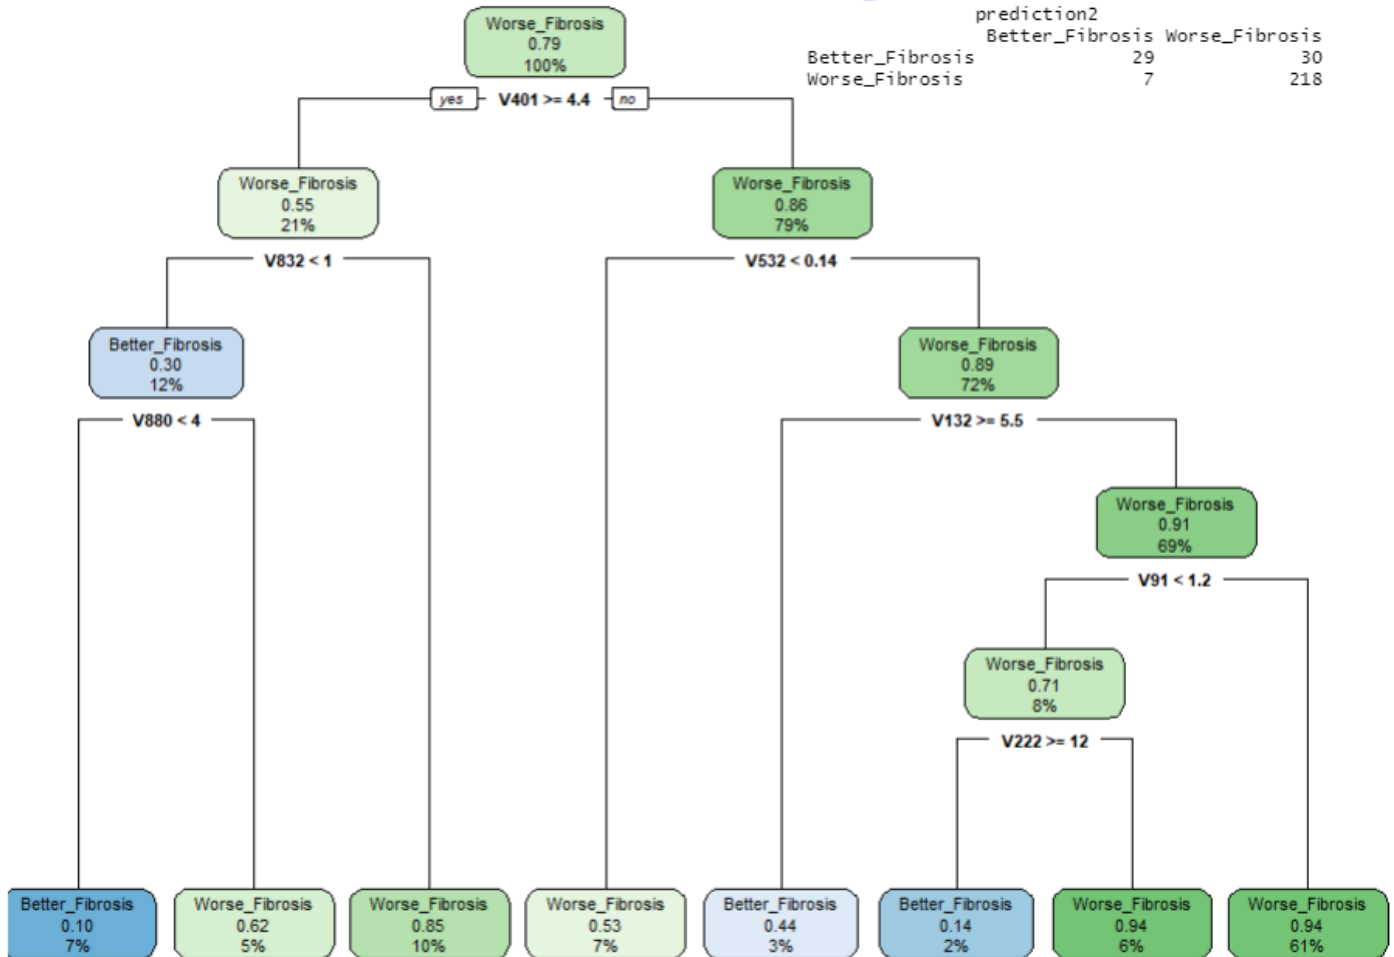 prediction2
Better_Fibrosis Worse_Fibrosis
Better_Fibrosis 29 30
Worse_Fibrosis 7 218
Worse_Fibrosis
0.79
100%
yes V401 >= 4.4 no
Worse_Fibrosis
0.55
21%
Worse_Fibrosis
0.86
79%
V832 < 1
V532 < 0.14
Better_Fibrosis
0.30
12%
Worse_Fibrosis
0.89
72%
V880 < 4
V132 >= 5.5
Worse_Fibrosis
0.91
69%
V91 < 1.2
Worse_Fibrosis
0.71
8%
V222 >= 12
Better_Fibrosis
0.10
7%
Worse_Fibrosis
0.62
5%
Worse_Fibrosis
0.85
10%
Worse_Fibrosis
0.53
7%
Better_Fibrosis
0.44
3%
Better_Fibrosis
0.14
2%
Worse_Fibrosis
0.94
6%
Worse_Fibrosis
0.94
61%